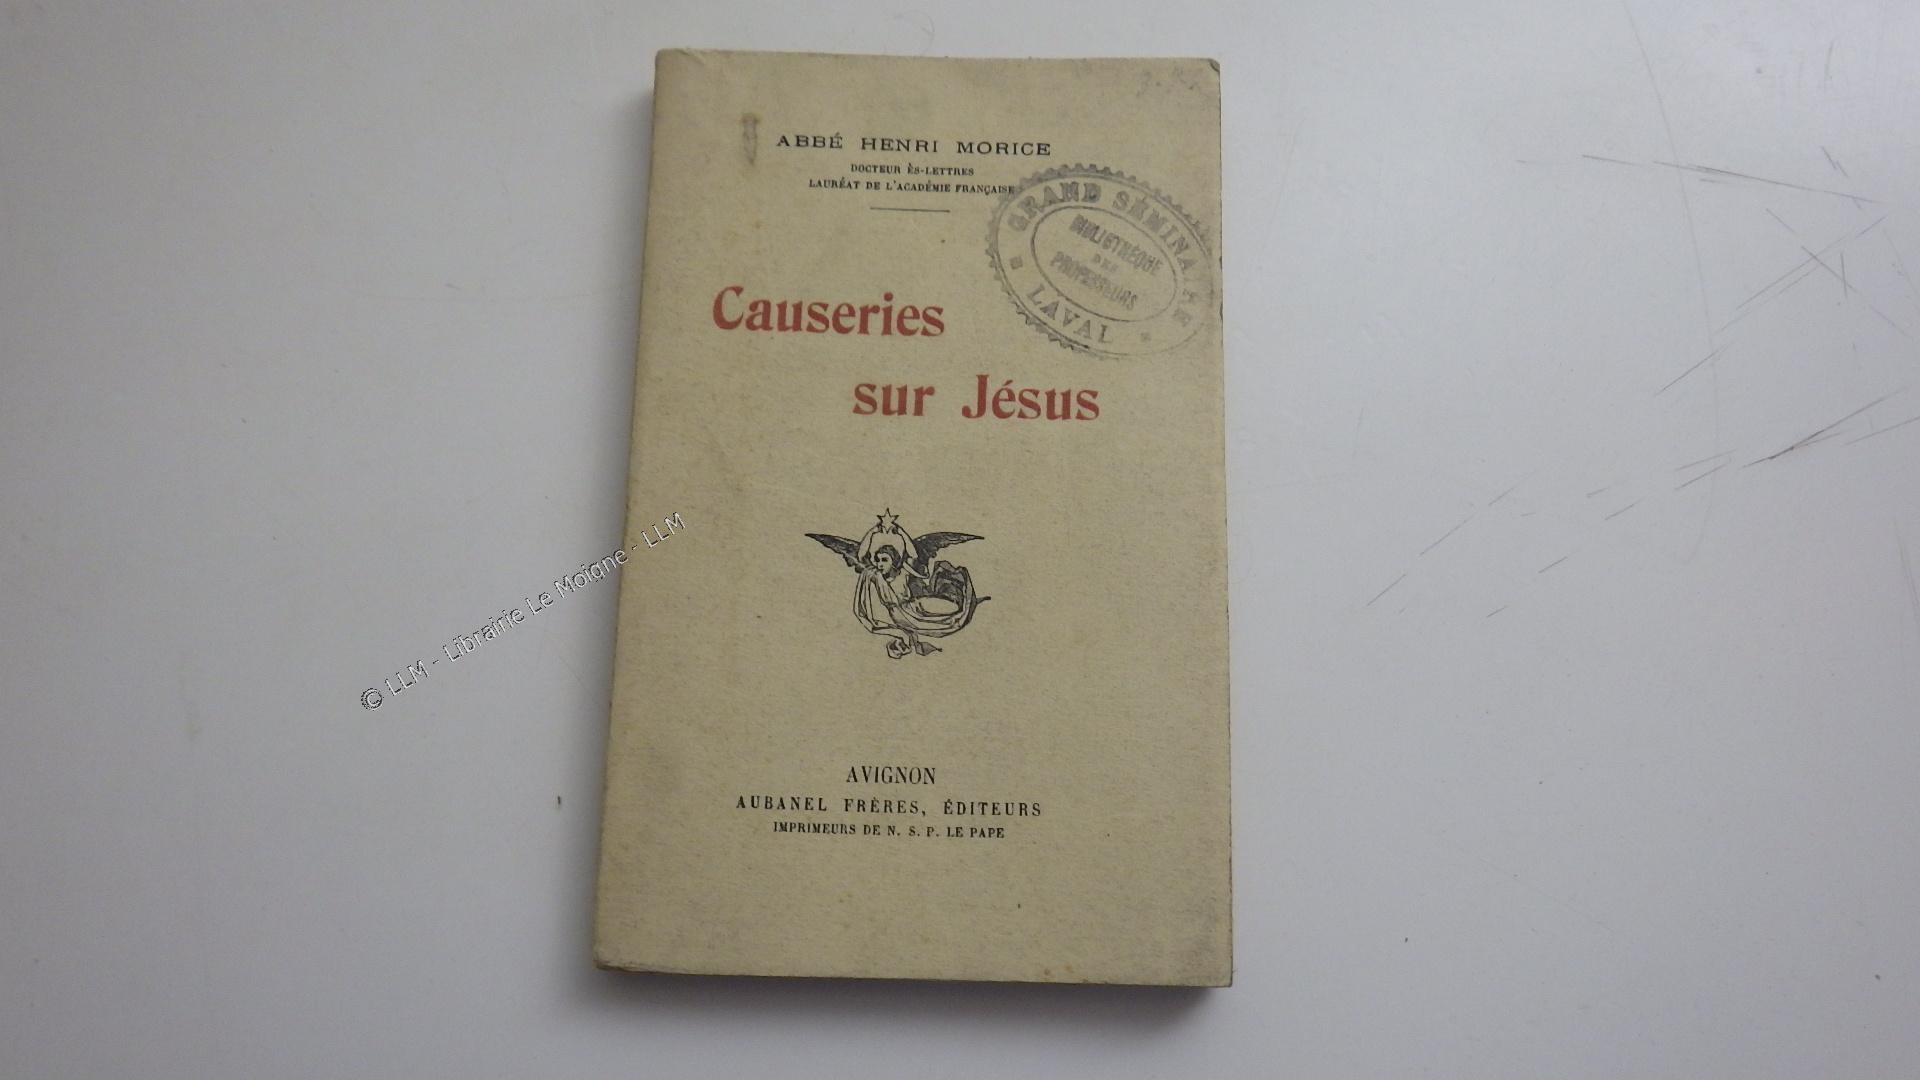 ABBÉ HENRI MORICE
DOCTEUR ÈS-LETTRES
LAURÉAT DE L'ACADÉMIE FRANÇAISE
GRAND SÉMINAIRE
BIBLIOTHÈQUE
DES
PROFESSEURS
LAVAL
Causeries
sur Jésus
© LLM - Librairie Le Moigne - LLM
AVIGNON
AUBANEL FRÈRES, ÉDITEURS
IMPRIMEURS DE N. S. P. LE PAPE